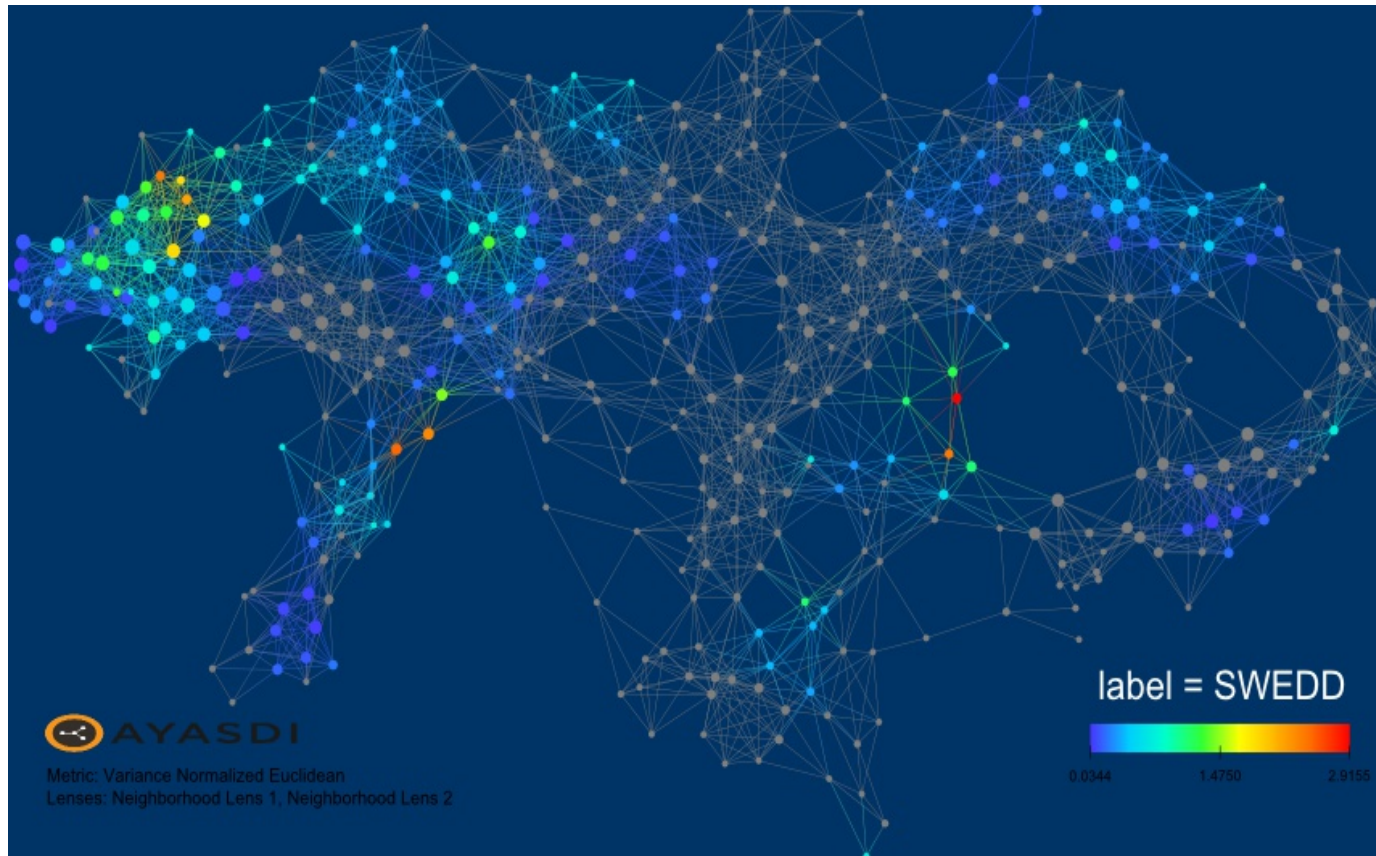 label = SWEDD
0.0344 1.4750 2.9155
AYASDI
Metric: Variance Normalized Euclidean
Lenses: Neighborhood Lens 1, Neighborhood Lens 2